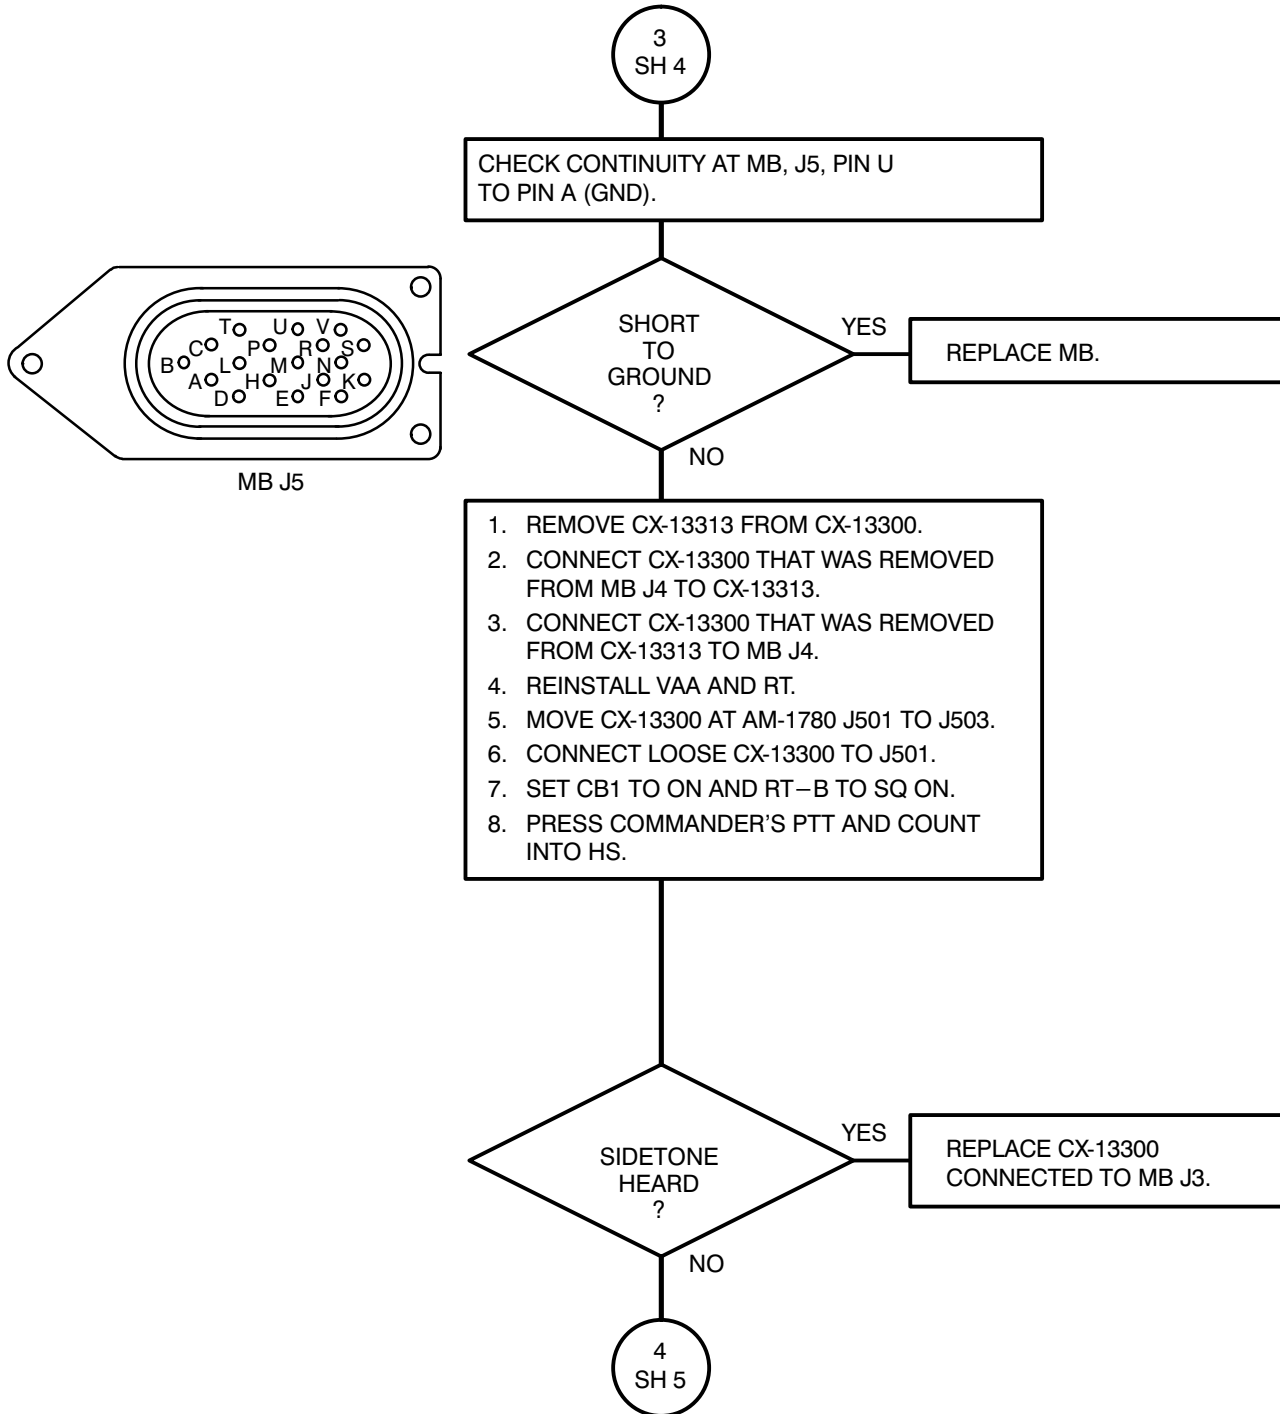 3
SH 4
CHECK CONTINUITY AT MB, J5, PIN U
TO PIN A (GND).
SHORT
TO
GROUND
?
YES
REPLACE MB.
NO
T U V
C P R S
B L M N
A H J K
D E F
MB J5
1. REMOVE CX-13313 FROM CX-13300.
2. CONNECT CX-13300 THAT WAS REMOVED
FROM MB J4 TO CX-13313.
3. CONNECT CX-13300 THAT WAS REMOVED
FROM CX-13313 TO MB J4.
4. REINSTALL VAA AND RT.
5. MOVE CX-13300 AT AM-1780 J501 TO J503.
6. CONNECT LOOSE CX-13300 TO J501.
7. SET CB1 TO ON AND RT−B TO SQ ON.
8. PRESS COMMANDER'S PTT AND COUNT
INTO HS.
SIDETONE
HEARD
?
YES
REPLACE CX-13300
CONNECTED TO MB J3.
NO
4
SH 5